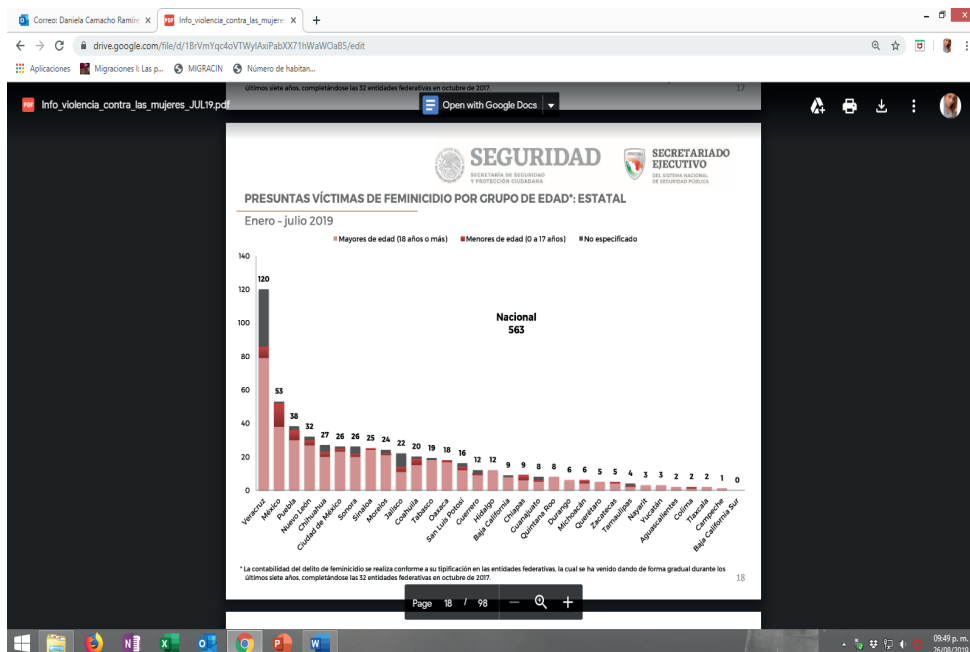 Correo: Daniela Camacho Ramíre
Info_violencia_contra_las_mujere
drive.google.com/file/d/1BrVmYqc4oVTWylAxiPabXX71hWaWOaB5/edit
Aplicaciones Migraciones I: Las p... MIGRACIN Número de habitan...
últimos siete años, completándose las 32 entidades federativas en octubre de 2017. 17
PDF Info_violencia_contra_las_mujeres_JUL19.pdf
Open with Google Docs
SEGURIDAD
SECRETARÍA DE SEGURIDAD
Y PROTECCIÓN CIUDADANA
SECRETARIADO
EJECUTIVO
DEL SISTEMA NACIONAL
DE SEGURIDAD PÚBLICA
PRESUNTAS VÍCTIMAS DE FEMINICIDIO POR GRUPO DE EDAD*: ESTATAL
Enero - julio 2019
Mayores de edad (18 años o más) Menores de edad (0 a 17 años) No especificado
140
120
100
80
60
40
20
0
Nacional
563
120 53 38 32 27 26 26 25 24 22 20 19 18 16 12 12 9 9 8 8 6 6 5 5 4 3 3 2 2 2 1 0
Veracruz México Puebla Nuevo León Chihuahua Ciudad de México Sonora Sinaloa Morelos Jalisco Coahuila Tabasco Oaxaca San Luis Potosí Guerrero Hidalgo Baja California Chiapas Guanajuato Quintana Roo Durango Michoacán Querétaro Zacatecas Tamaulipas Nayarit Yucatán Aguascalientes Colima Tlaxcala Campeche Baja California Sur
* La contabilidad del delito de feminicidio se realiza conforme a su tipificación en las entidades federativas, la cual se ha venido dando de forma gradual durante los
últimos siete años, completándose las 32 entidades federativas en octubre de 2017. 18
Page 18 / 98
09:49 p. m.
26/08/2019